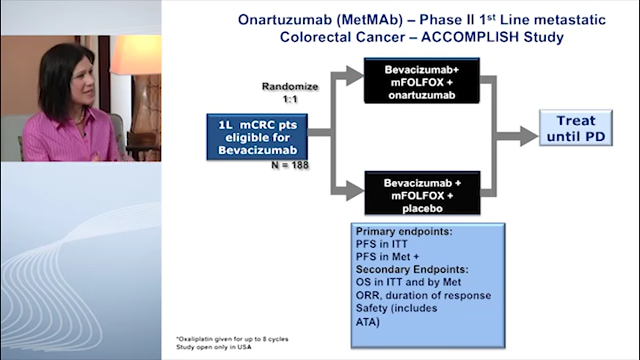 Onartuzumab (MetMAb) – Phase II 1st Line metastatic
Colorectal Cancer – ACCOMPLISH Study
Randomize
1:1
1L mCRC pts
eligible for
Bevacizumab
N = 188
Bevacizumab+
mFOLFOX +
onartuzumab
Bevacizumab +
mFOLFOX +
placebo
Treat
until PD
Primary endpoints:
PFS in ITT
PFS in Met +
Secondary Endpoints:
OS in ITT and by Met
ORR, duration of response
Safety (includes
ATA)
*Oxaliplatin given for up to 8 cycles
Study open only in USA